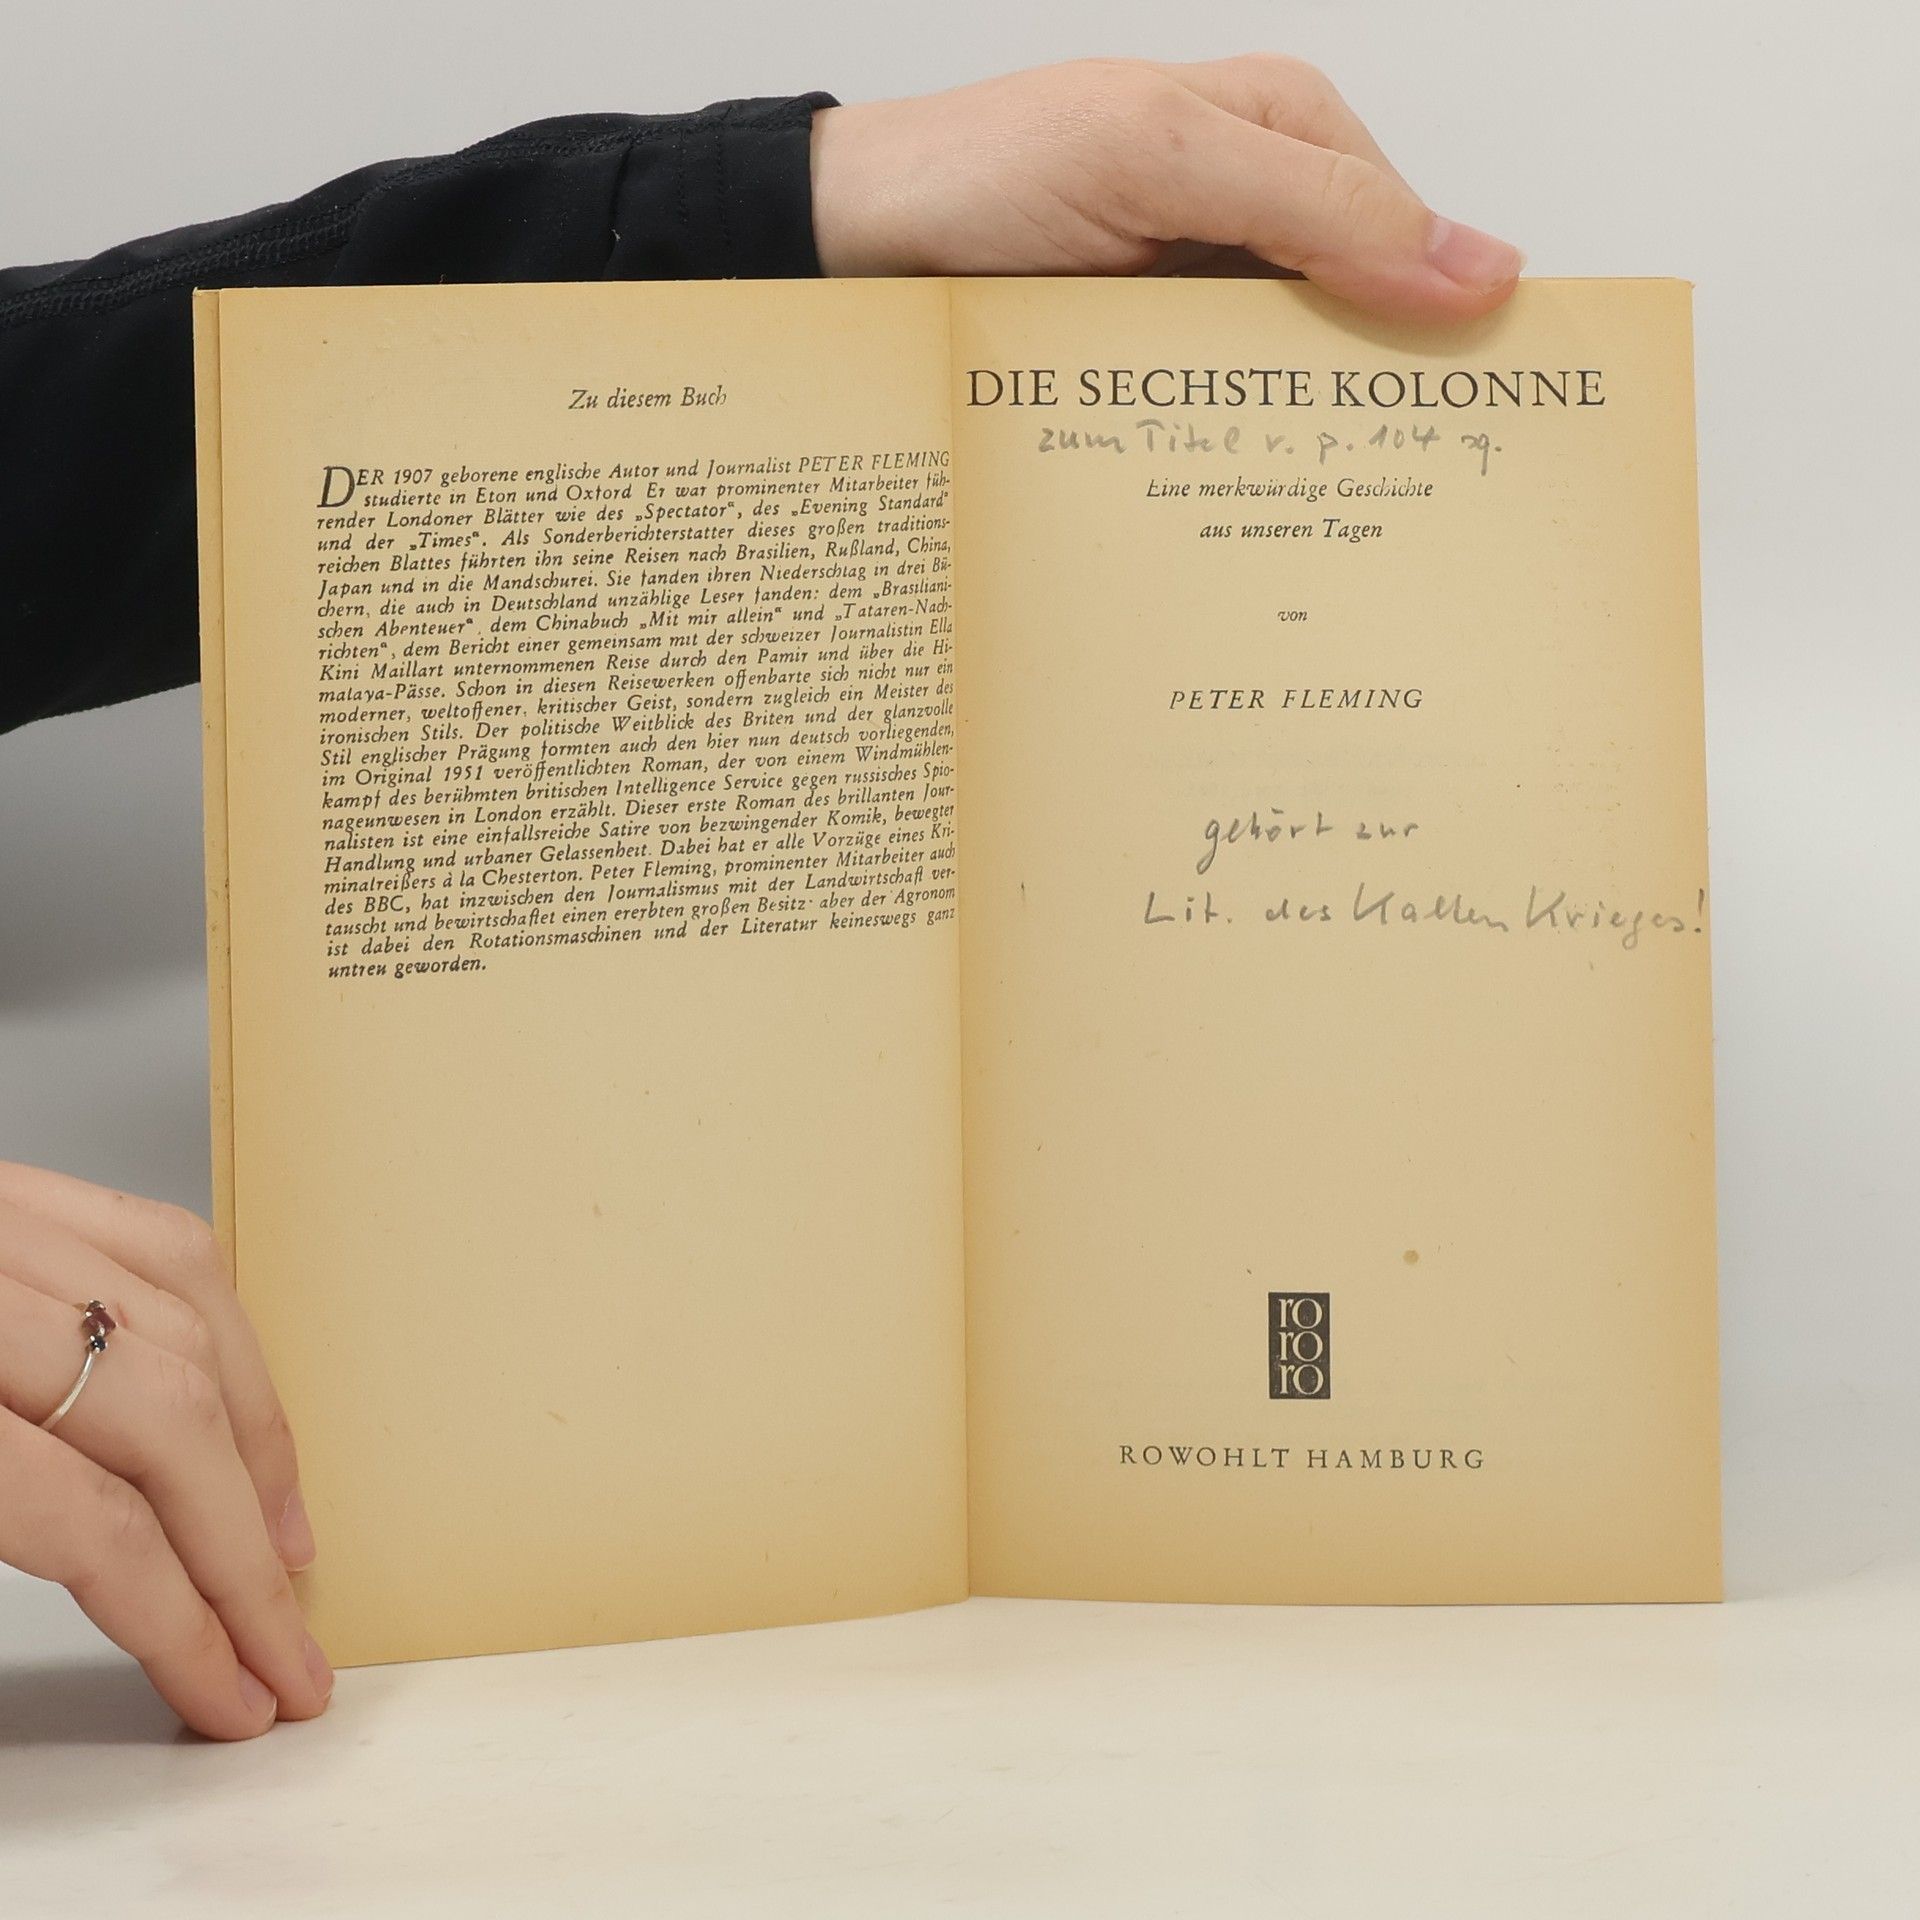 Zu diesem Buch
DER 1907 geborene englische Autor und Journalist PETER FLEMING
studierte in Eton und Oxford Er war prominenter Mitarbeiter füh-
render Londoner Blätter wie des „Spectator“, des „Evening Standard“
und der „Times“. Als Sonderberichterstatter dieses großen traditions-
reichen Blattes führten ihn seine Reisen nach Brasilien, Rußland, China,
Japan und in die Mandschurei. Sie fanden ihren Niederschlag in drei Bü-
chern, die auch in Deutschland unzählige Leser fanden: dem „Brasiliani-
schen Abenteuer“, dem Chinabuch „Mit mir allein“ und „Tataren-Nach-
richten“, dem Bericht einer gemeinsam mit der schweizer Journalistin Ella
Kini Maillart unternommenen Reise durch den Pamir und über die Hi-
malaya-Pässe. Schon in diesen Reisewerken offenbarte sich nicht nur ein
moderner, weltoffener, kritischer Geist, sondern zugleich ein Meister des
ironischen Stils. Der politische Weitblick des Briten und der glanzvolle
Stil englischer Prägung formten auch den hier nun deutsch vorliegenden,
im Original 1951 veröffentlichten Roman, der von einem Windmühlen-
kampf des berühmten britischen Intelligence Service gegen russisches Spio-
nageunwesen in London erzählt. Dieser erste Roman des brillanten Jour-
nalisten ist eine einfallsreiche Satire von bezwingender Komik, bewegter
Handlung und urbaner Gelassenheit. Dabei hat er alle Vorzüge eines Kri-
minalreißers à la Chesterton. Peter Fleming, prominenter Mitarbeiter auch
des BBC, hat inzwischen den Journalismus mit der Landwirtschaft ver-
tauscht und bewirtschaftet einen ererbten großen Besitz· aber der Agronom
ist dabei den Rotationsmaschinen und der Literatur keineswegs ganz
untreu geworden.
DIE SECHSTE KOLONNE
zum Titel v. p. 104 sq.
Eine merkwürdige Geschichte
aus unseren Tagen
von
PETER FLEMING
gehört zur
Lit. des Kalten Krieges!
ro
ro
ro
ROWOHLT HAMBURG